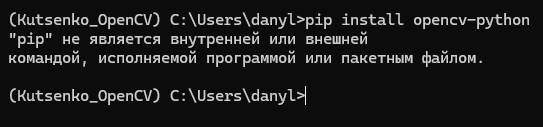 (Kutsenko_OpenCV) C:\Users\danyl>pip install opencv-python
"pip" не является внутренней или внешней
командой, исполняемой программой или пакетным файлом.
(Kutsenko_OpenCV) C:\Users\danyl>